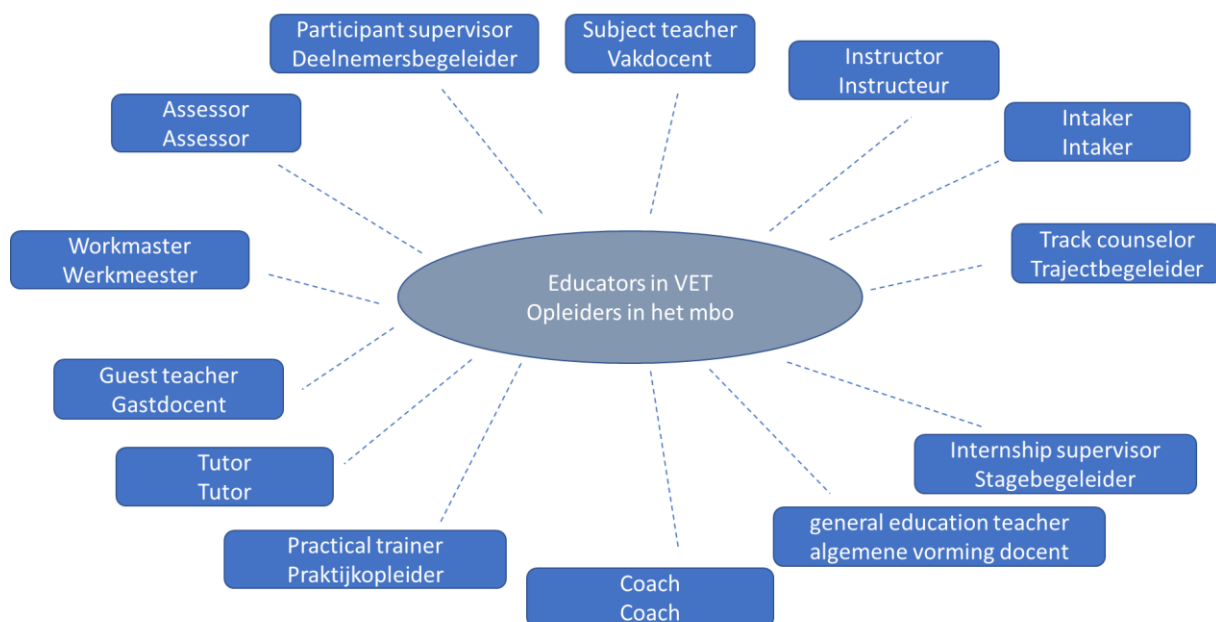 Participant supervisor
Deelnemersbegeleider
Subject teacher
Vakdocent
Instructor
Instructeur
Assessor
Assessor
Intaker
Intaker
Workmaster
Werkmeester
Track counselor
Trajectbegeleider
Educators in VET
Opleiders in het mbo
Guest teacher
Gastdocent
Tutor
Tutor
Internship supervisor
Stagebegeleider
Practical trainer
Praktijkopleider
general education teacher
algemene vorming docent
Coach
Coach